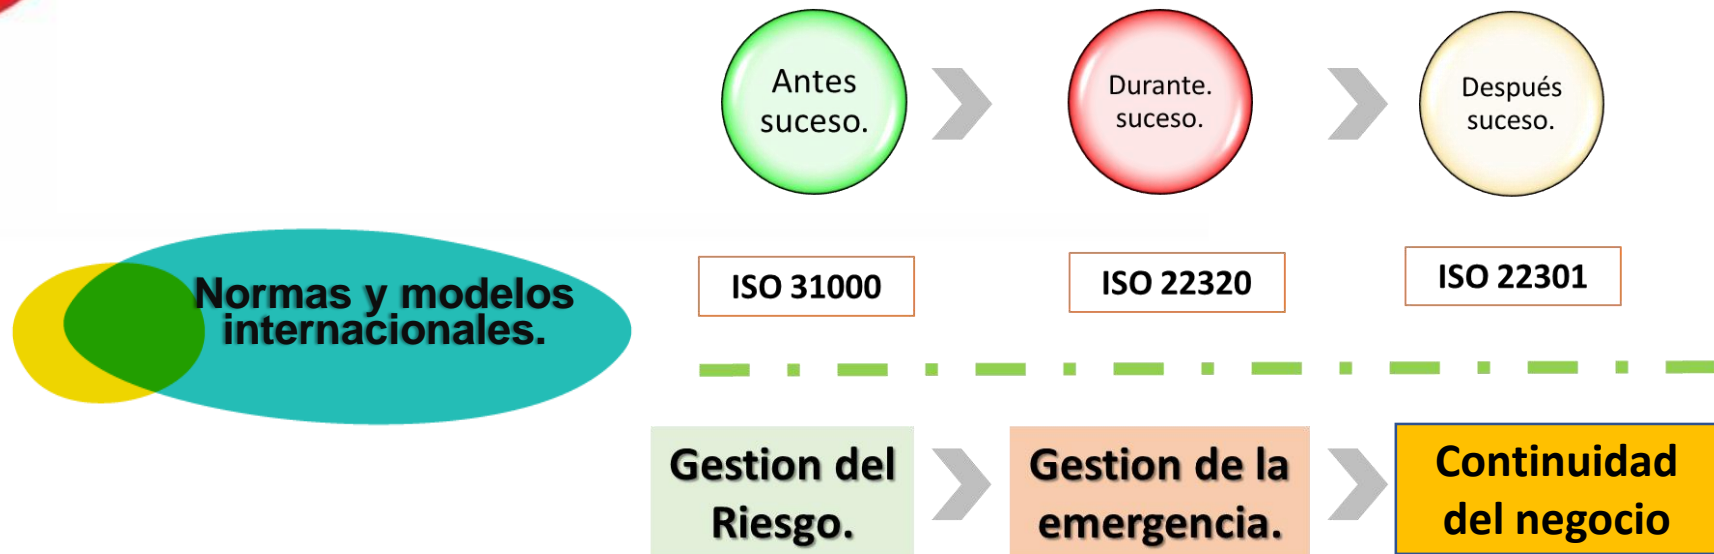 Antes
suceso.
Durante.
suceso.
Después
suceso.
Normas y modelos
internacionales.
ISO 31000
ISO 22320
ISO 22301
Gestion del
Riesgo.
Gestion de la
emergencia.
Continuidad
del negocio